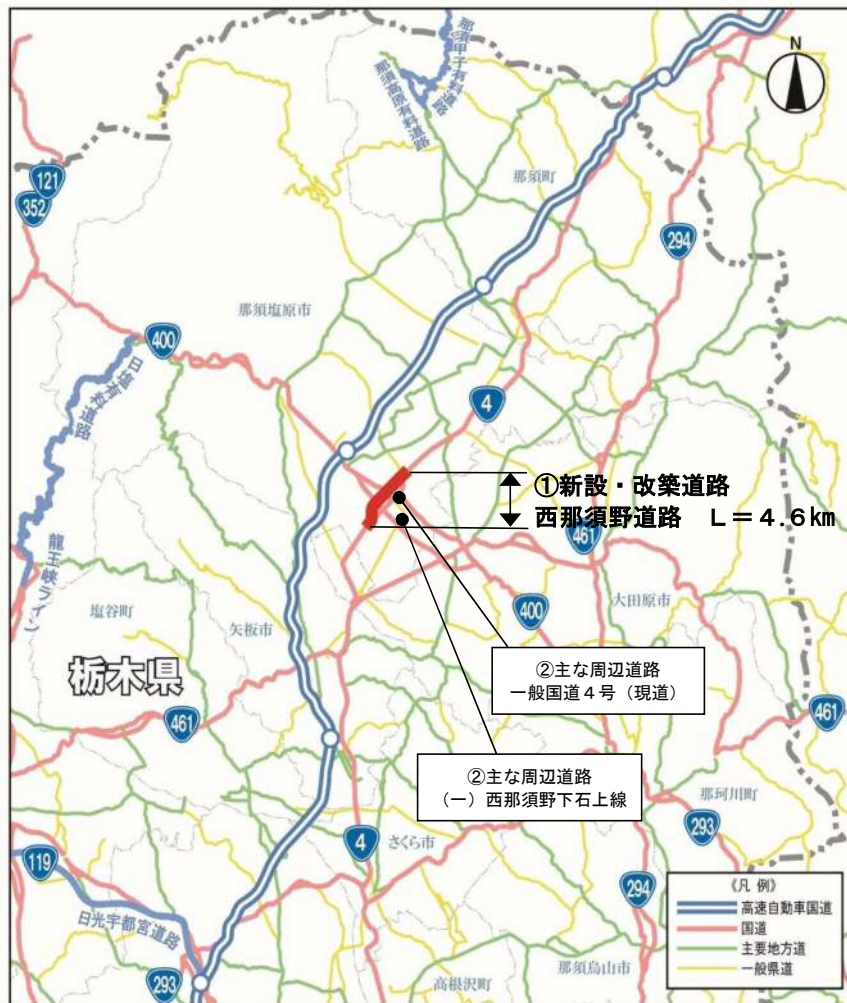 那須甲子有料道路
那須高原有料道路
N
121
352
那須町
294
那須塩原市
400
日塩有料道路
4
①新設・改築道路
西那須野道路 L=4.6km
461
龍王峡ライン
塩谷町
矢板市
400
大田原市
栃木県
②主な周辺道路
一般国道4号（現道）
461
461
②主な周辺道路
（一）西那須野下石上線
那珂川町
293
4
さくら市
119
日光宇都宮道路
294
293
高根沢町
那須烏山市
《凡 例》
高速自動車国道
国道
主要地方道
一般県道